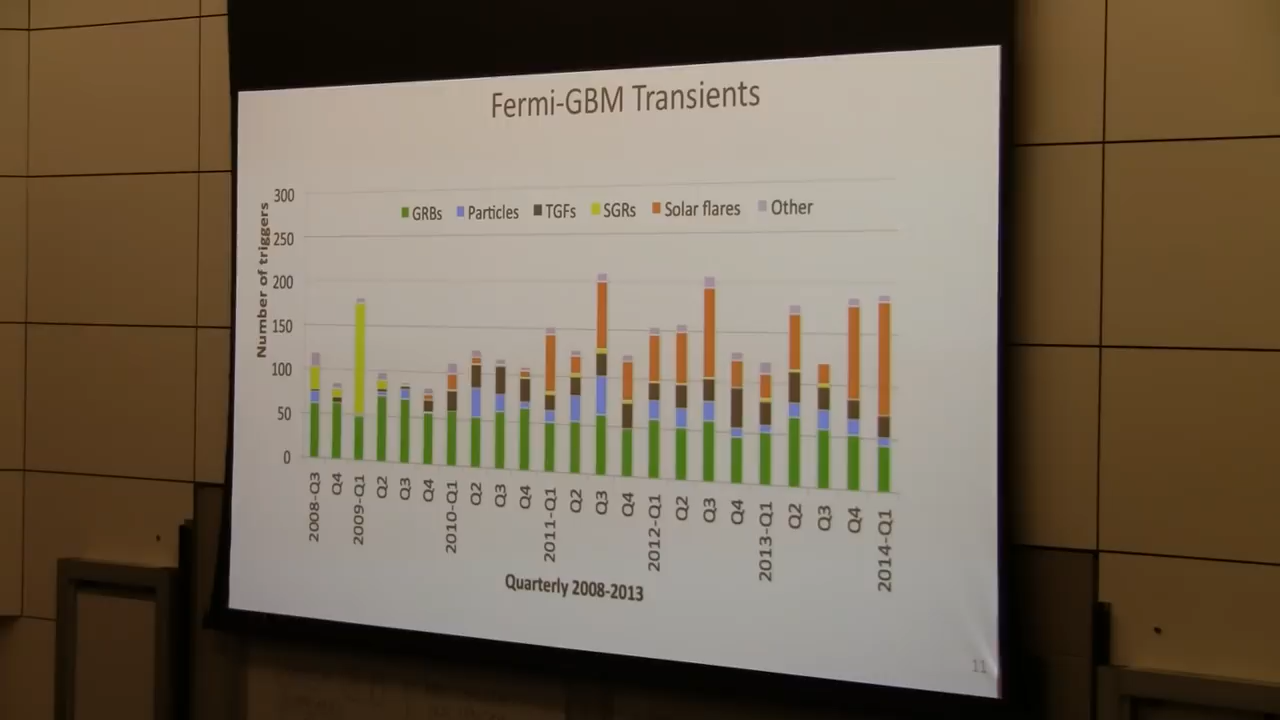 Fermi-GBM Transients
Number of triggers
300
250
200
150
100
50
0
GRBs Particles TGFs SGRs Solar flares Other
2008-Q3 Q4 2009-Q1 Q2 Q3 Q4 2010-Q1 Q2 Q3 Q4 2011-Q1 Q2 Q3 Q4 2012-Q1 Q2 Q3 Q4 2013-Q1 Q2 Q3 Q4 2014-Q1
Quarterly 2008-2013
11